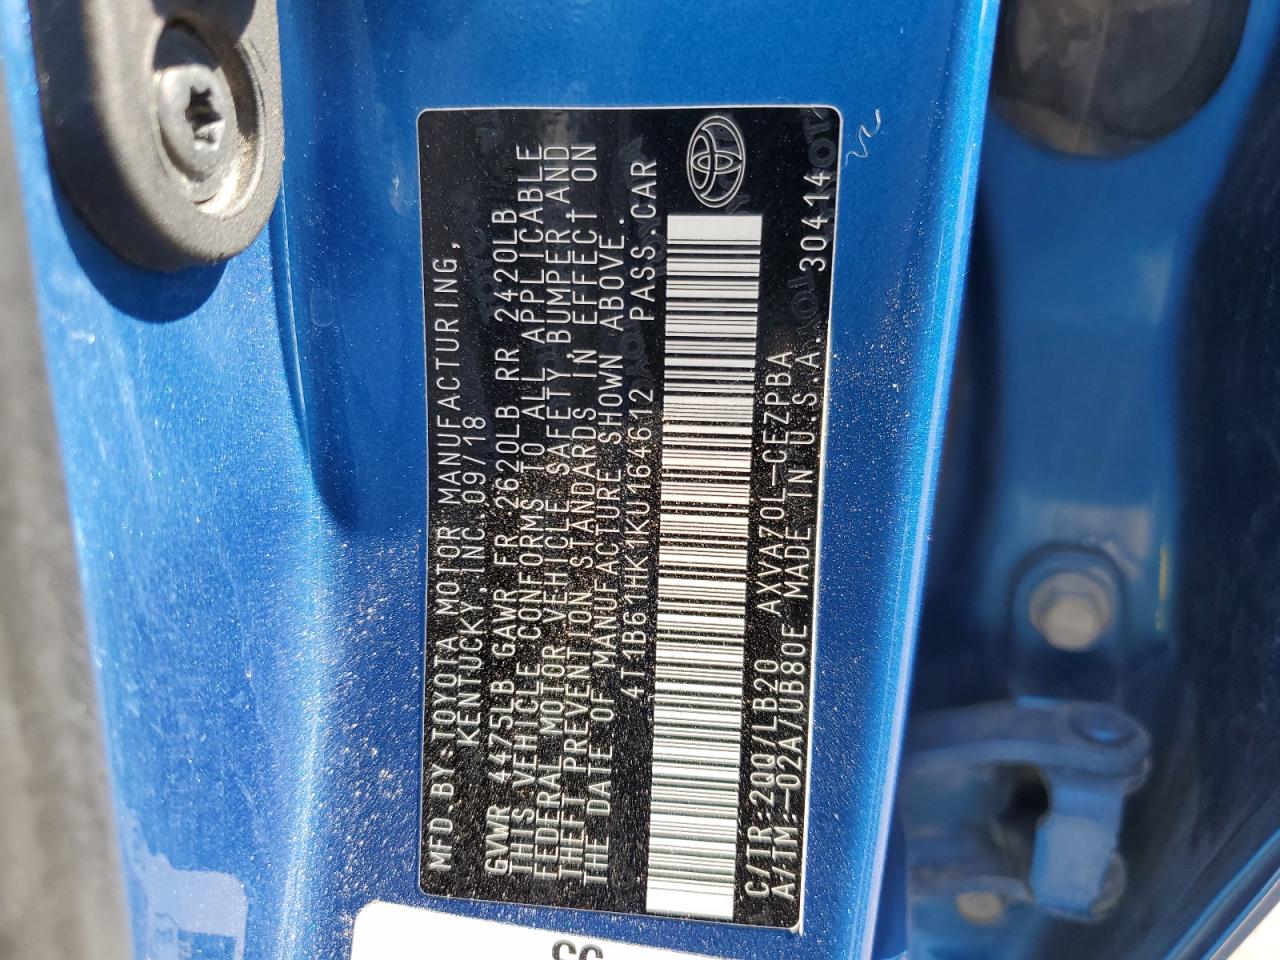 MFD.BY:TOYOTA MOTOR MANUFACTURING,
KENTUCKY,INC. 09/18
GVWR 4475LB GAWR FR 2620LB RR 2420LB
THIS VEHICLE CONFORMS TO ALL APPLICABLE
FEDERAL MOTOR VEHICLE SAFETY,BUMPER,AND
THEFT PREVENTION STANDARDS IN EFFECT ON
THE DATE OF MANUFACTURE SHOWN ABOVE.
4T1B61HK1KU164612 PASS.CAR
C/TR:2QQ/LB20 AXVA70L-CEZPBA
A/TM:-02A/UB80E MADE IN U.S.A. 30414